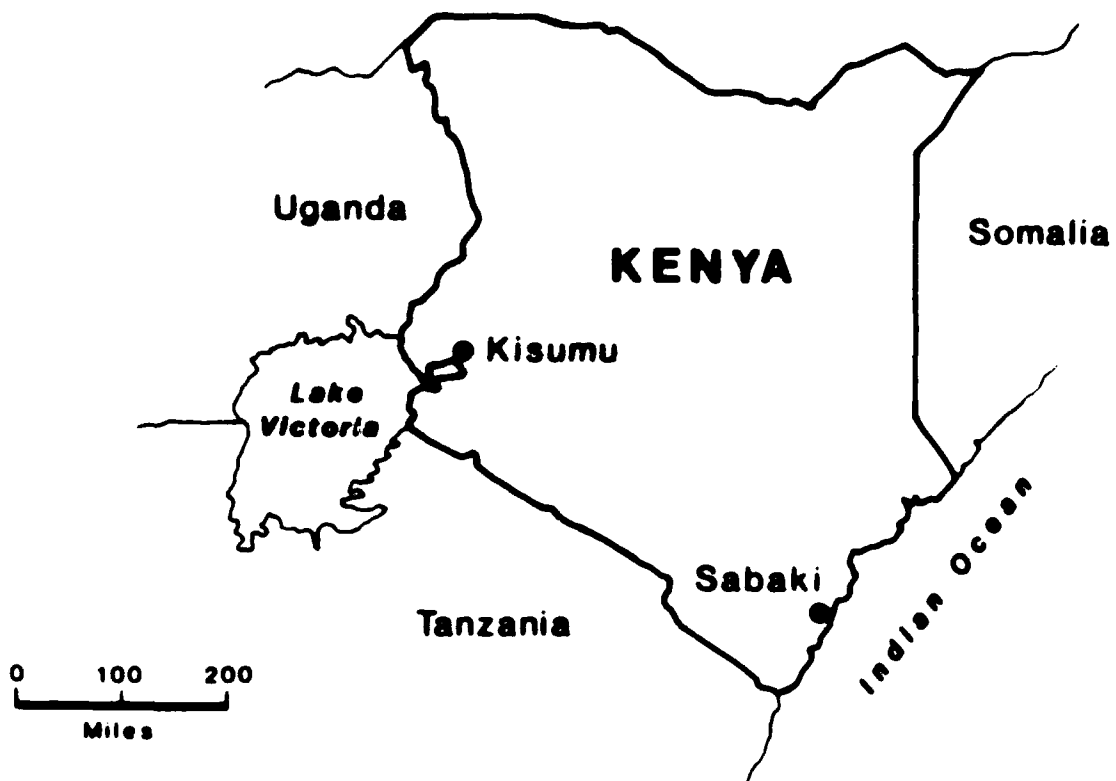 Uganda
Somalia
KENYA
Kisumu
Lake
Victoria
Sabaki
Indian Ocean
Tanzania
0 100 200
Miles